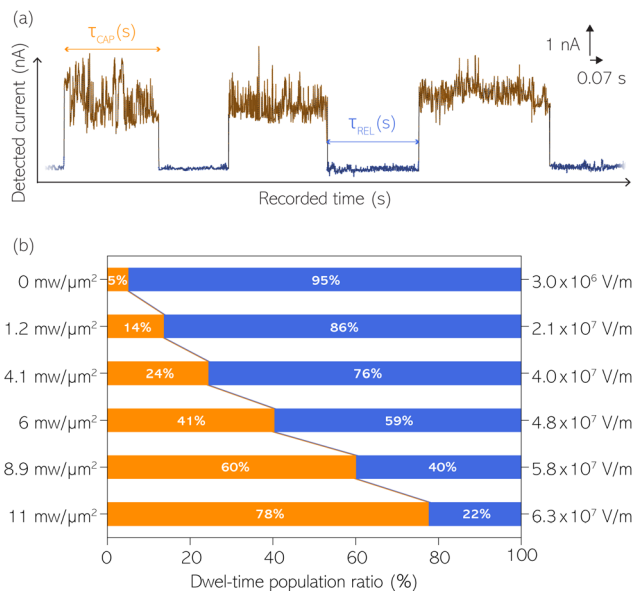 (a)
τCAP(s)
1 nA
0.07 s
Detected current (nA)
τREL(s)
Recorded time (s)
(b)
0 mw/μm² 5% 95% 3.0 x 10⁶ V/m
1.2 mw/μm² 14% 86% 2.1 x 10⁷ V/m
4.1 mw/μm² 24% 76% 4.0 x 10⁷ V/m
6 mw/μm² 41% 59% 4.8 x 10⁷ V/m
8.9 mw/μm² 60% 40% 5.8 x 10⁷ V/m
11 mw/μm² 78% 22% 6.3 x 10⁷ V/m
0 20 40 60 80 100
Dwel-time population ratio (%)